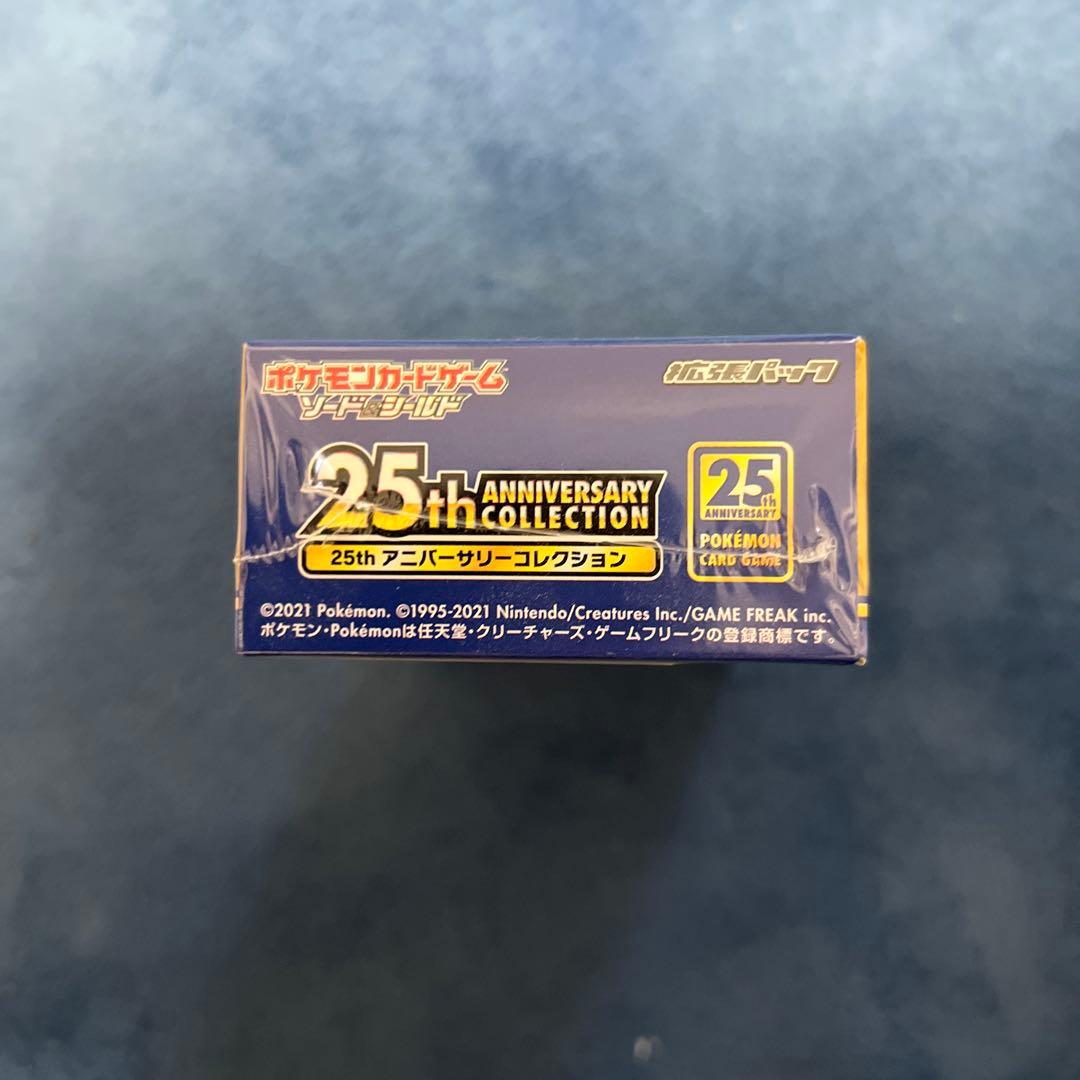 ポケモンカードゲーム
ソード&シールド
拡張パック
25th ANNIVERSARY COLLECTION
25th アニバーサリーコレクション
25th
ANNIVERSARY
POKÉMON
CARD GAME
©2021 Pokémon. ©1995-2021 Nintendo/Creatures Inc./GAME FREAK inc.
ポケモン・Pokémonは任天堂・クリーチャーズ・ゲームフリークの登録商標です。